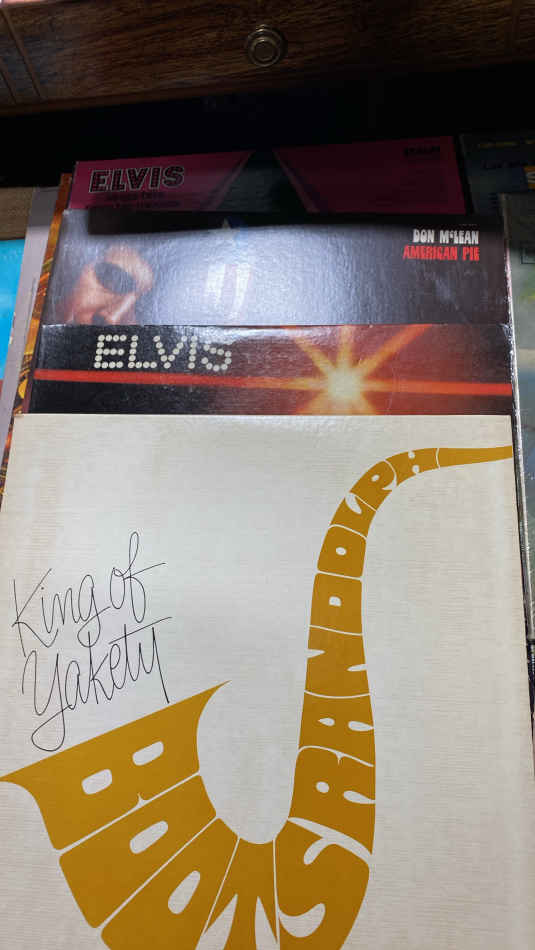 ELVIS
DON McLEAN
AMERICAN PIE
ELVIS
King of
Yakety
BOOTS RANDOLPH